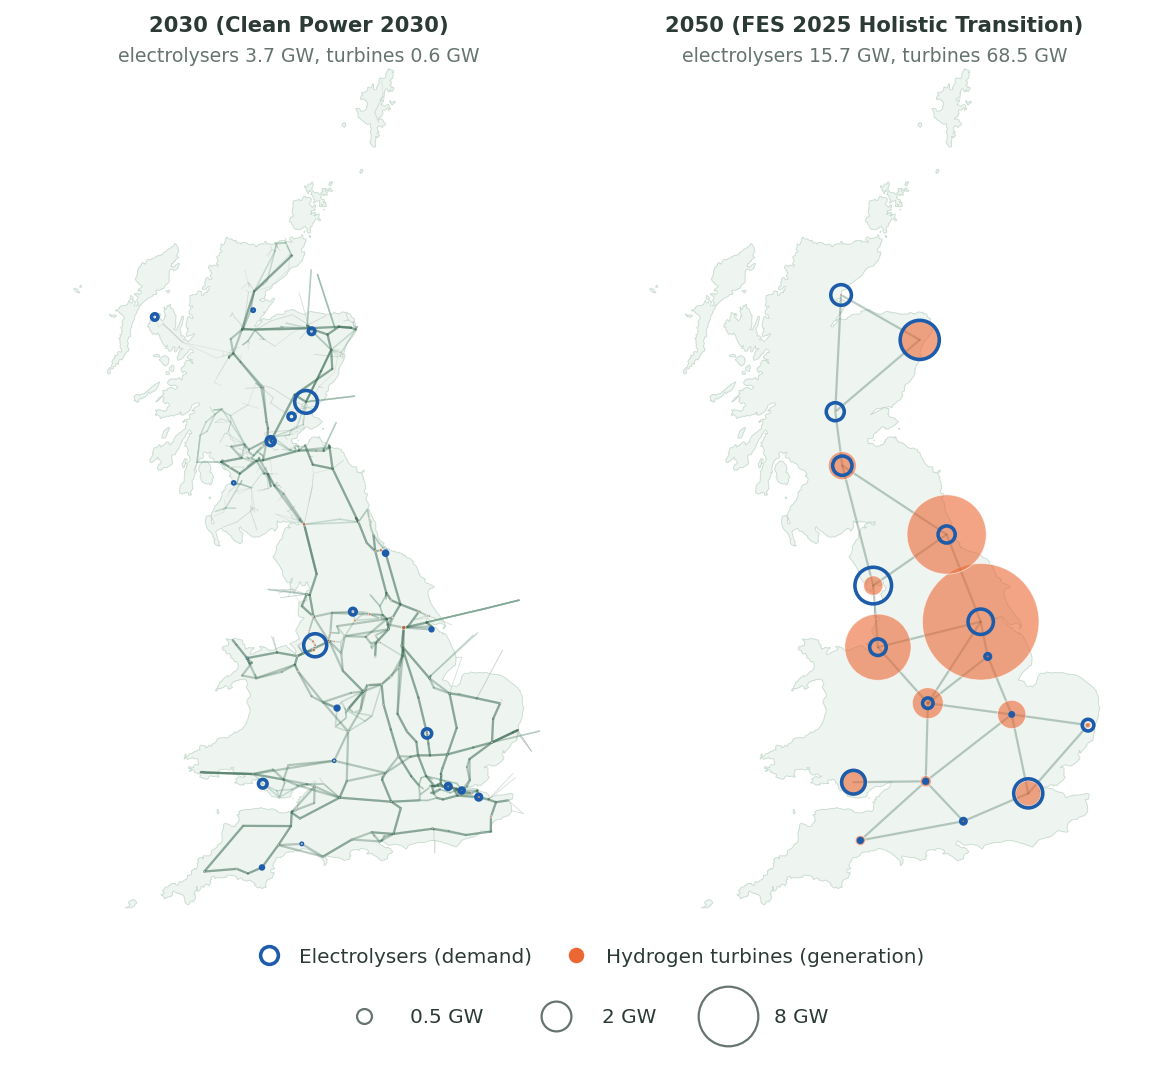 2030 (Clean Power 2030)
electrolysers 3.7 GW, turbines 0.6 GW
2050 (FES 2025 Holistic Transition)
electrolysers 15.7 GW, turbines 68.5 GW
Electrolysers (demand)
Hydrogen turbines (generation)
0.5 GW
2 GW
8 GW